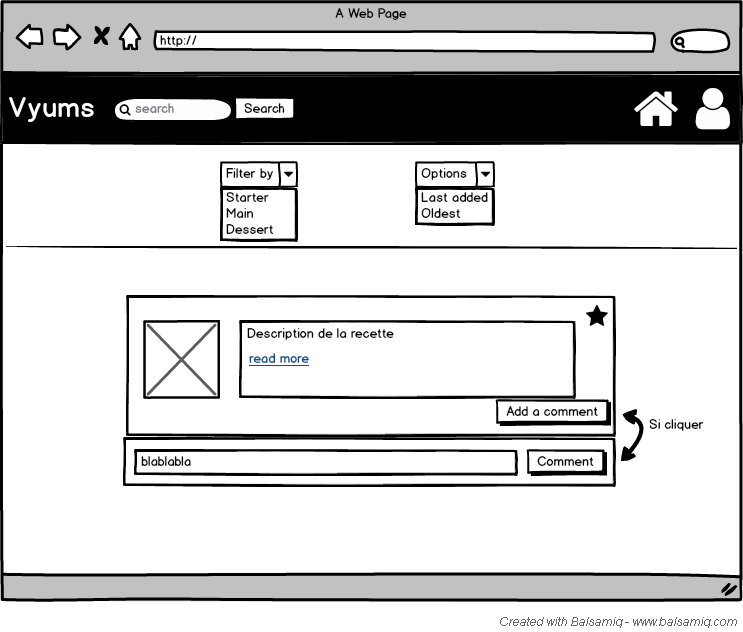 A Web Page
http://
Vyums
search
Search
Filter by
Starter
Main
Dessert
Options
Last added
Oldest
Description de la recette
read more
Add a comment
Si cliquer
blablabla
Comment
Created with Balsamiq - www.balsamiq.com